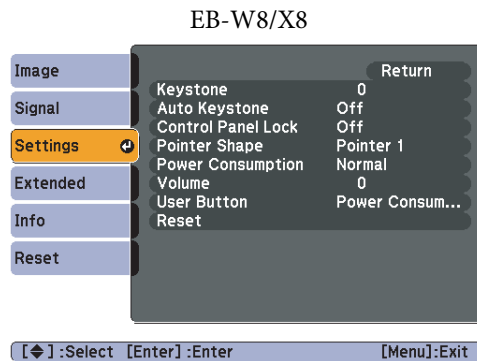 EB-W8/X8
Image
Signal
Settings
Extended
Info
Reset
Return
Keystone 0
Auto Keystone Off
Control Panel Lock Off
Pointer Shape Pointer 1
Power Consumption Normal
Volume 0
User Button Power Consum...
Reset
[◆] :Select [Enter] :Enter [Menu]:Exit